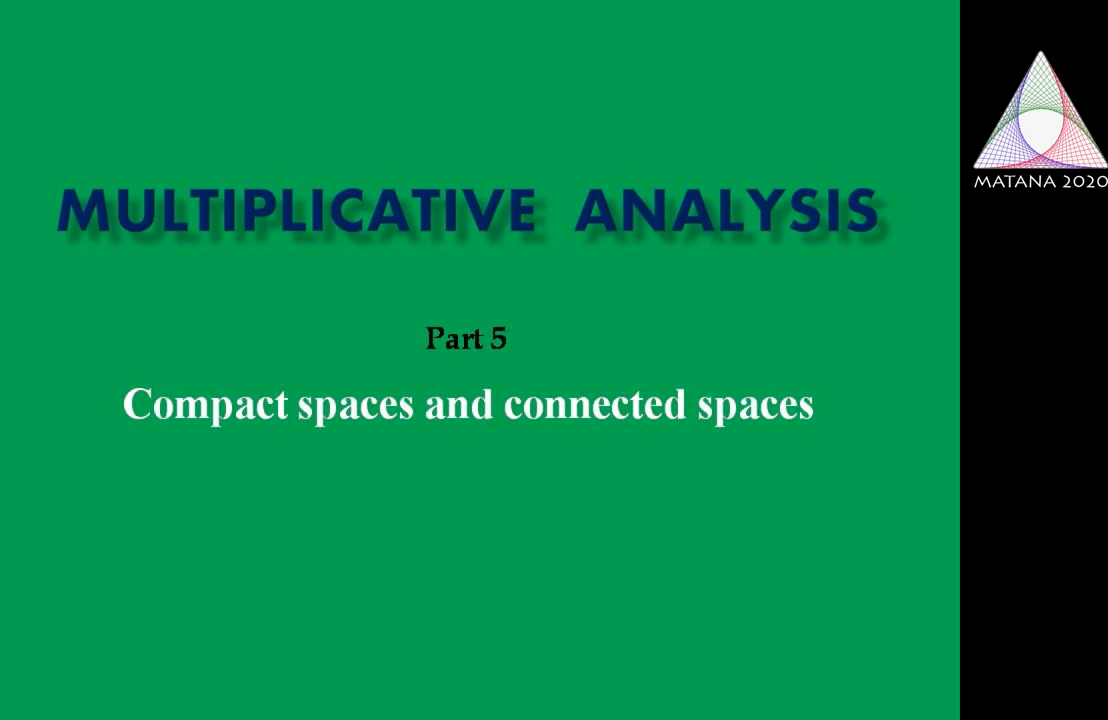 MULTIPLICATIVE ANALYSIS
Part 5
Compact spaces and connected spaces
MATANA 2020